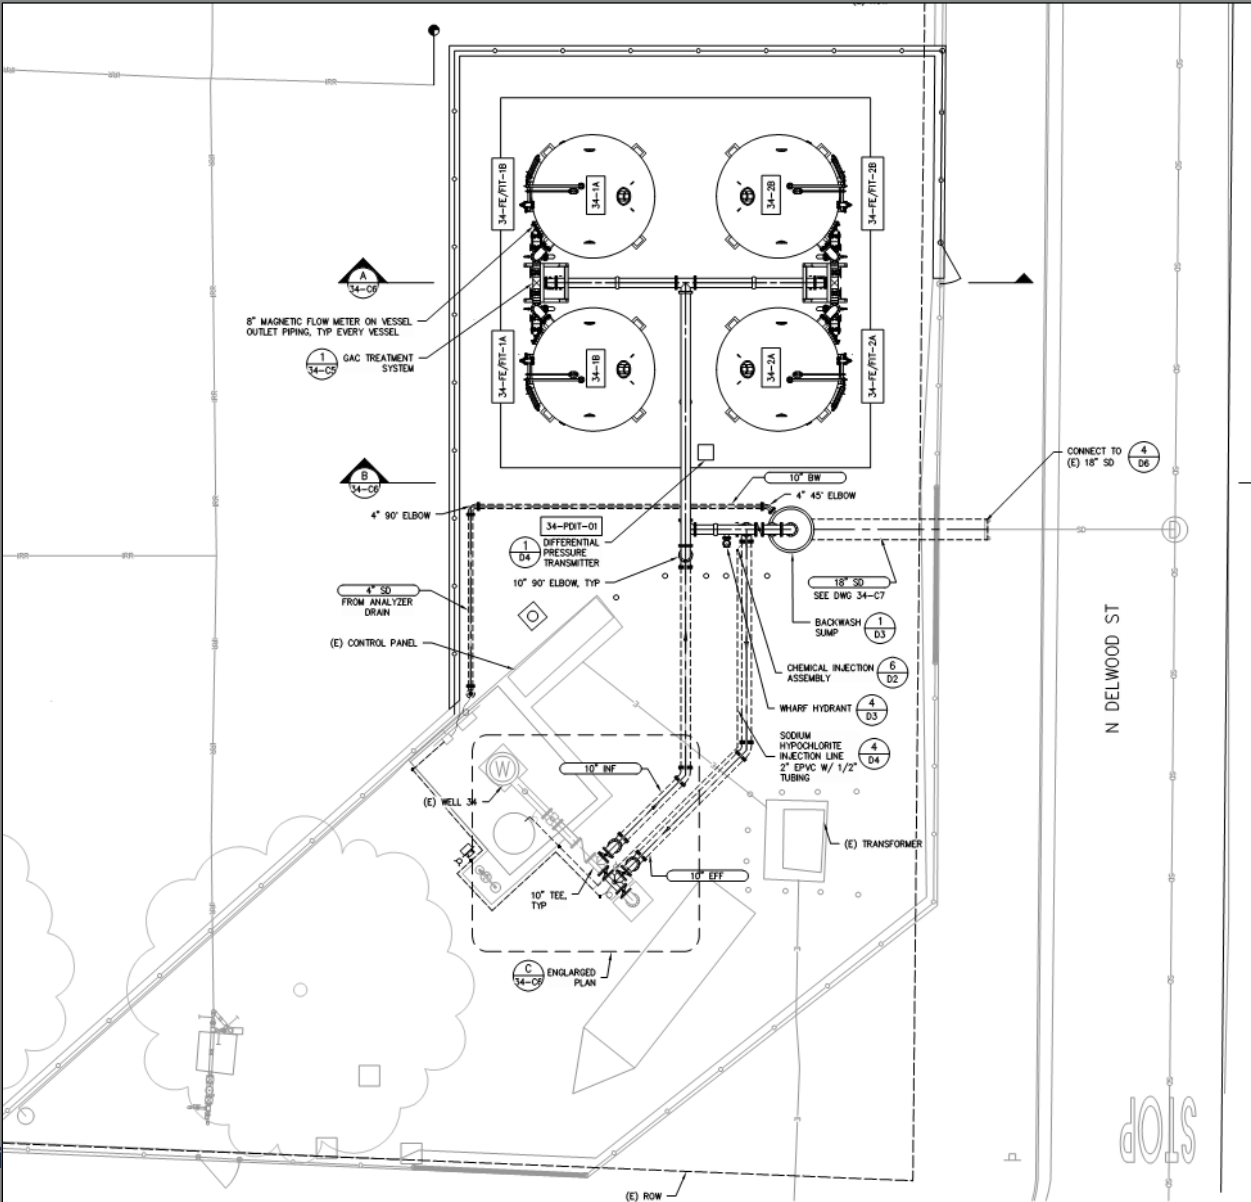 34-FE/FIT-1B
34-1A
34-2B
34-FE/FIT-2B
A
34-C6
8" MAGNETIC FLOW METER ON VESSEL
OUTLET PIPING, TYP EVERY VESSEL
1
34-C5
GAC TREATMENT
SYSTEM
34-FE/FIT-1A
34-1B
34-2A
34-FE/FIT-2A
B
34-C6
CONNECT TO
(E) 18" SD
4
D6
10" BW
4" 45° ELBOW
4" 90° ELBOW
34-PDIT-01
1
D4
DIFFERENTIAL
PRESSURE
TRANSMITTER
SD
D
10" 90° ELBOW, TYP
4" SD
FROM ANALYZER
DRAIN
18" SD
SEE DWG 34-C7
BACKWASH
SUMP
1
D3
(E) CONTROL PANEL
CHEMICAL INJECTION
ASSEMBLY
6
D2
N DELWOOD ST
WHARF HYDRANT
4
D3
SODIUM
HYPOCHLORITE
INJECTION LINE
2" EPVC W/ 1/2"
TUBING
4
D4
10" INF
W
(E) WELL 34
(E) TRANSFORMER
10" EFF
10" TEE,
TYP
C
34-C6
ENGLARGED
PLAN
STOP
(E) ROW